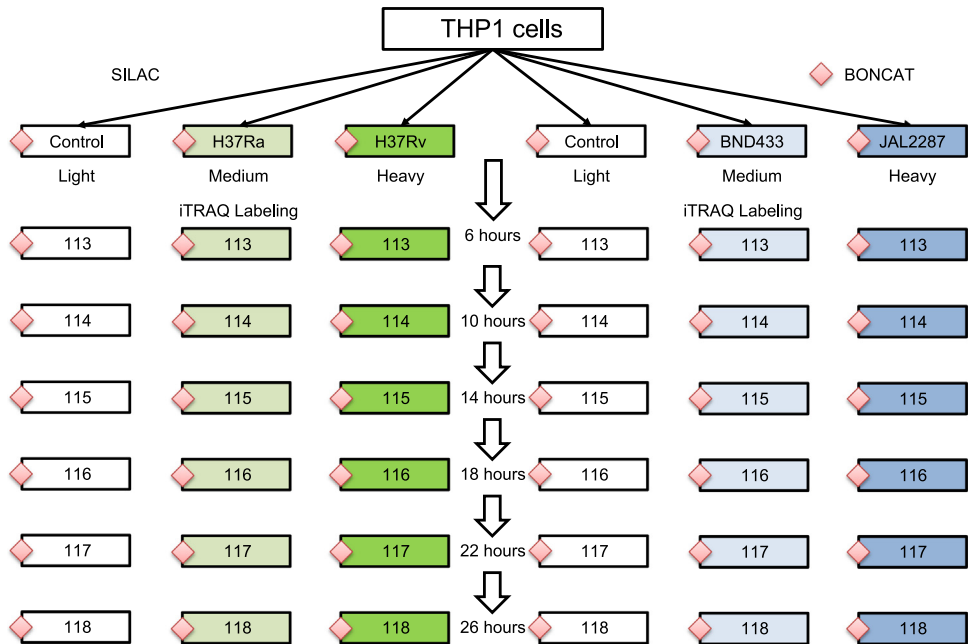 THP1 cells
SILAC
BONCAT
Control H37Ra H37Rv Control BND433 JAL2287
Light Medium Heavy Light Medium Heavy
iTRAQ Labeling iTRAQ Labeling
113 113 113 6 hours 113 113 113
114 114 114 10 hours 114 114 114
115 115 115 14 hours 115 115 115
116 116 116 18 hours 116 116 116
117 117 117 22 hours 117 117 117
118 118 118 26 hours 118 118 118